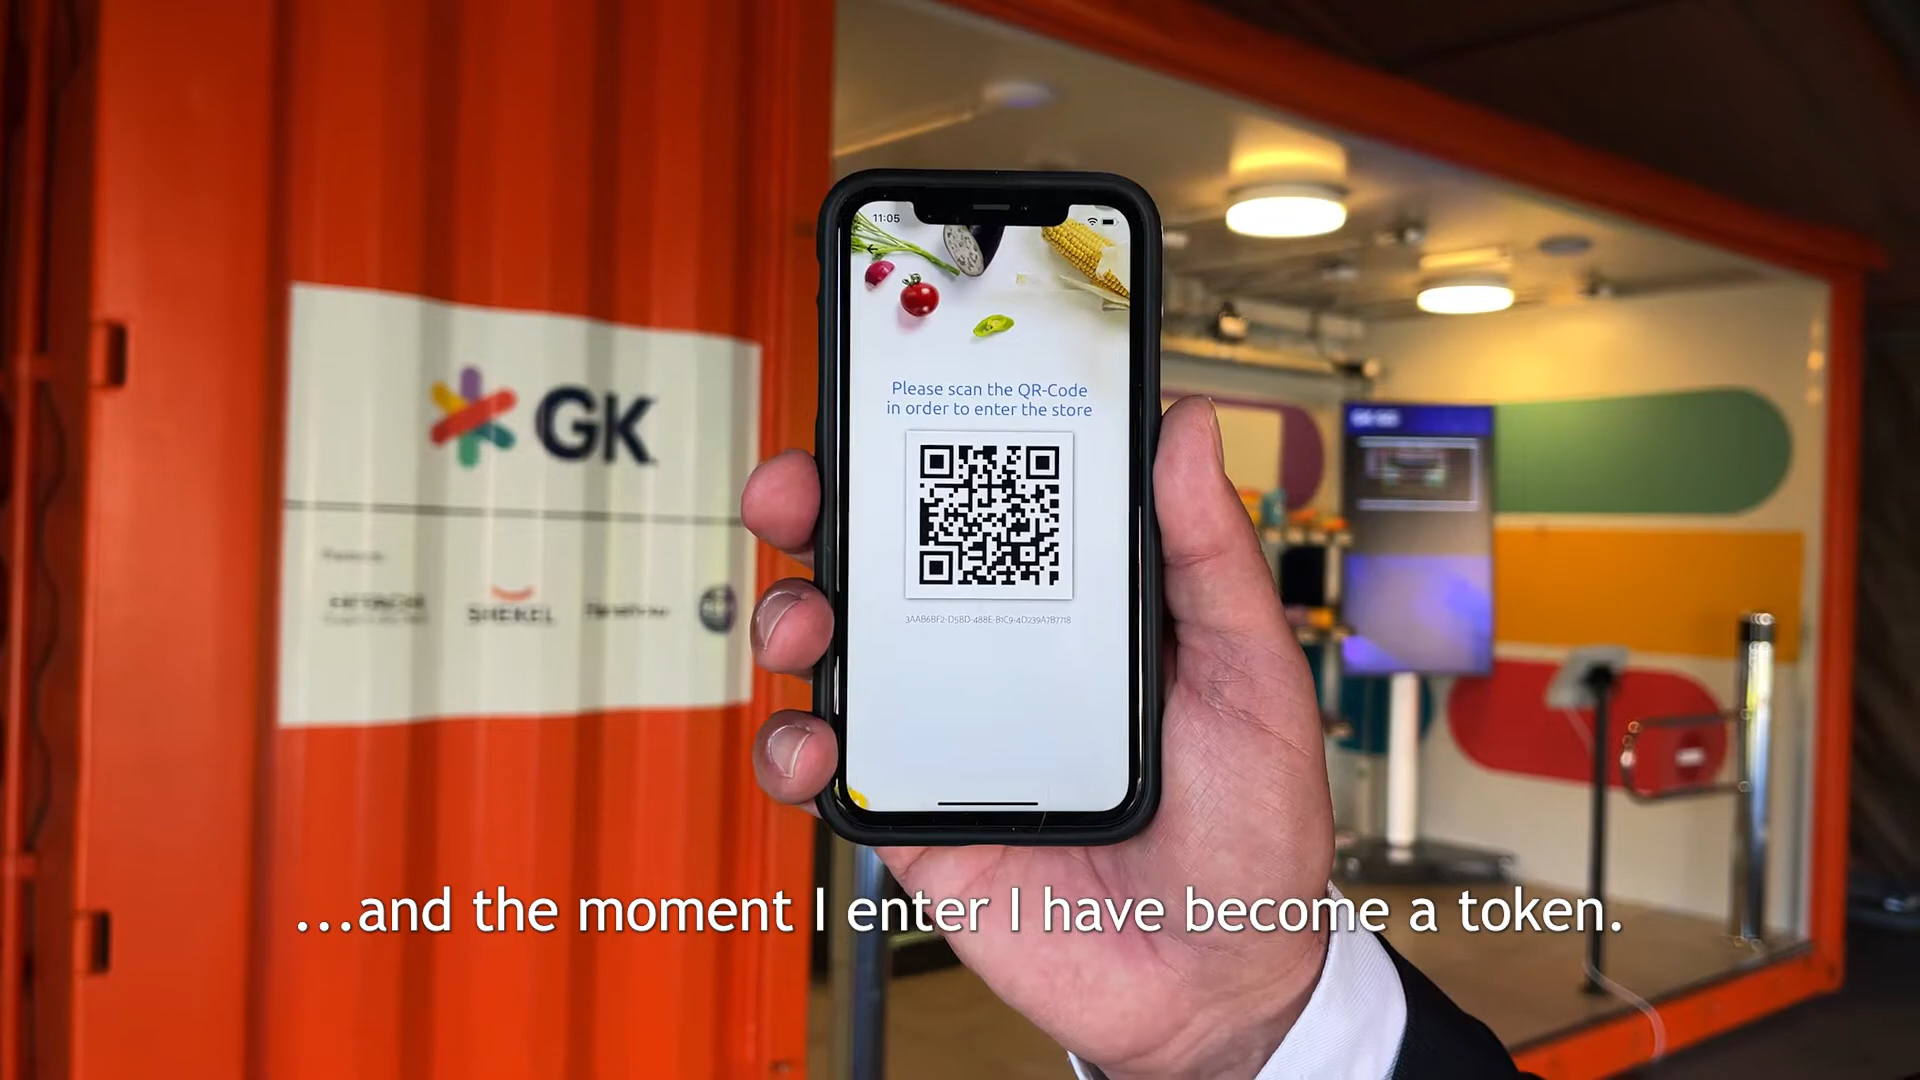 11:05
Please scan the QR-Code
in order to enter the store
3AAB6BF2-D5BD-488E-B1C9-4D239A7B7718
GK
SHEKEL
...and the moment I enter I have become a token.